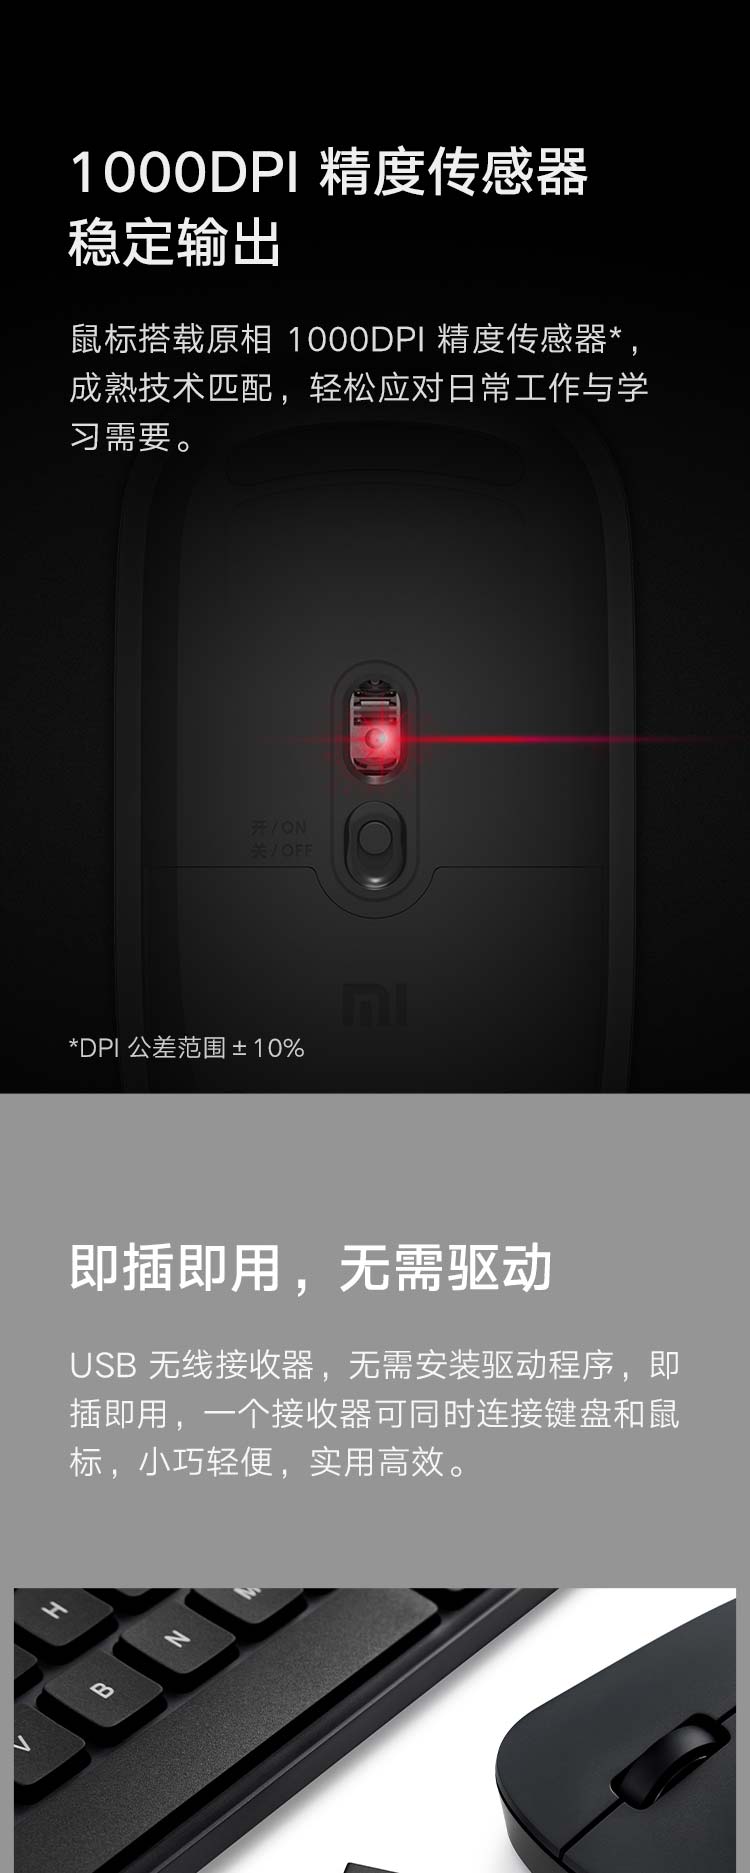 1000DPI 精度传感器
稳定输出
鼠标搭载原相 1000DPI 精度传感器*，
成熟技术匹配，轻松应对日常工作与学
习需要。
开/ON
关/OFF
mi
*DPI 公差范围±10%
即插即用，无需驱动
USB 无线接收器，无需安装驱动程序，即
插即用，一个接收器可同时连接键盘和鼠
标，小巧轻便，实用高效。
H
M
N
B
V